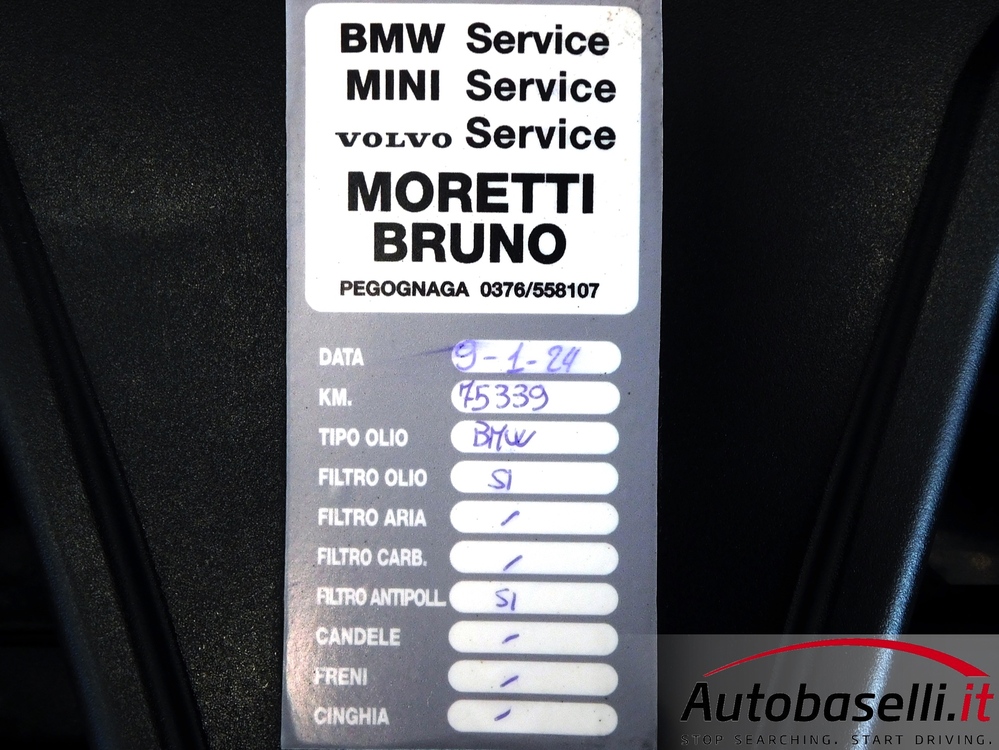 BMW Service
MINI Service
VOLVO Service
MORETTI
BRUNO
PEGOGNAGA 0376/558107
DATA 9-1-24
KM. 75339
TIPO OLIO BMW
FILTRO OLIO SI
FILTRO ARIA -
FILTRO CARB. -
FILTRO ANTIPOLL. SI
CANDELE -
FRENI -
CINGHIA -
Autobaselli.it
STOP SEARCHING. START DRIVING.